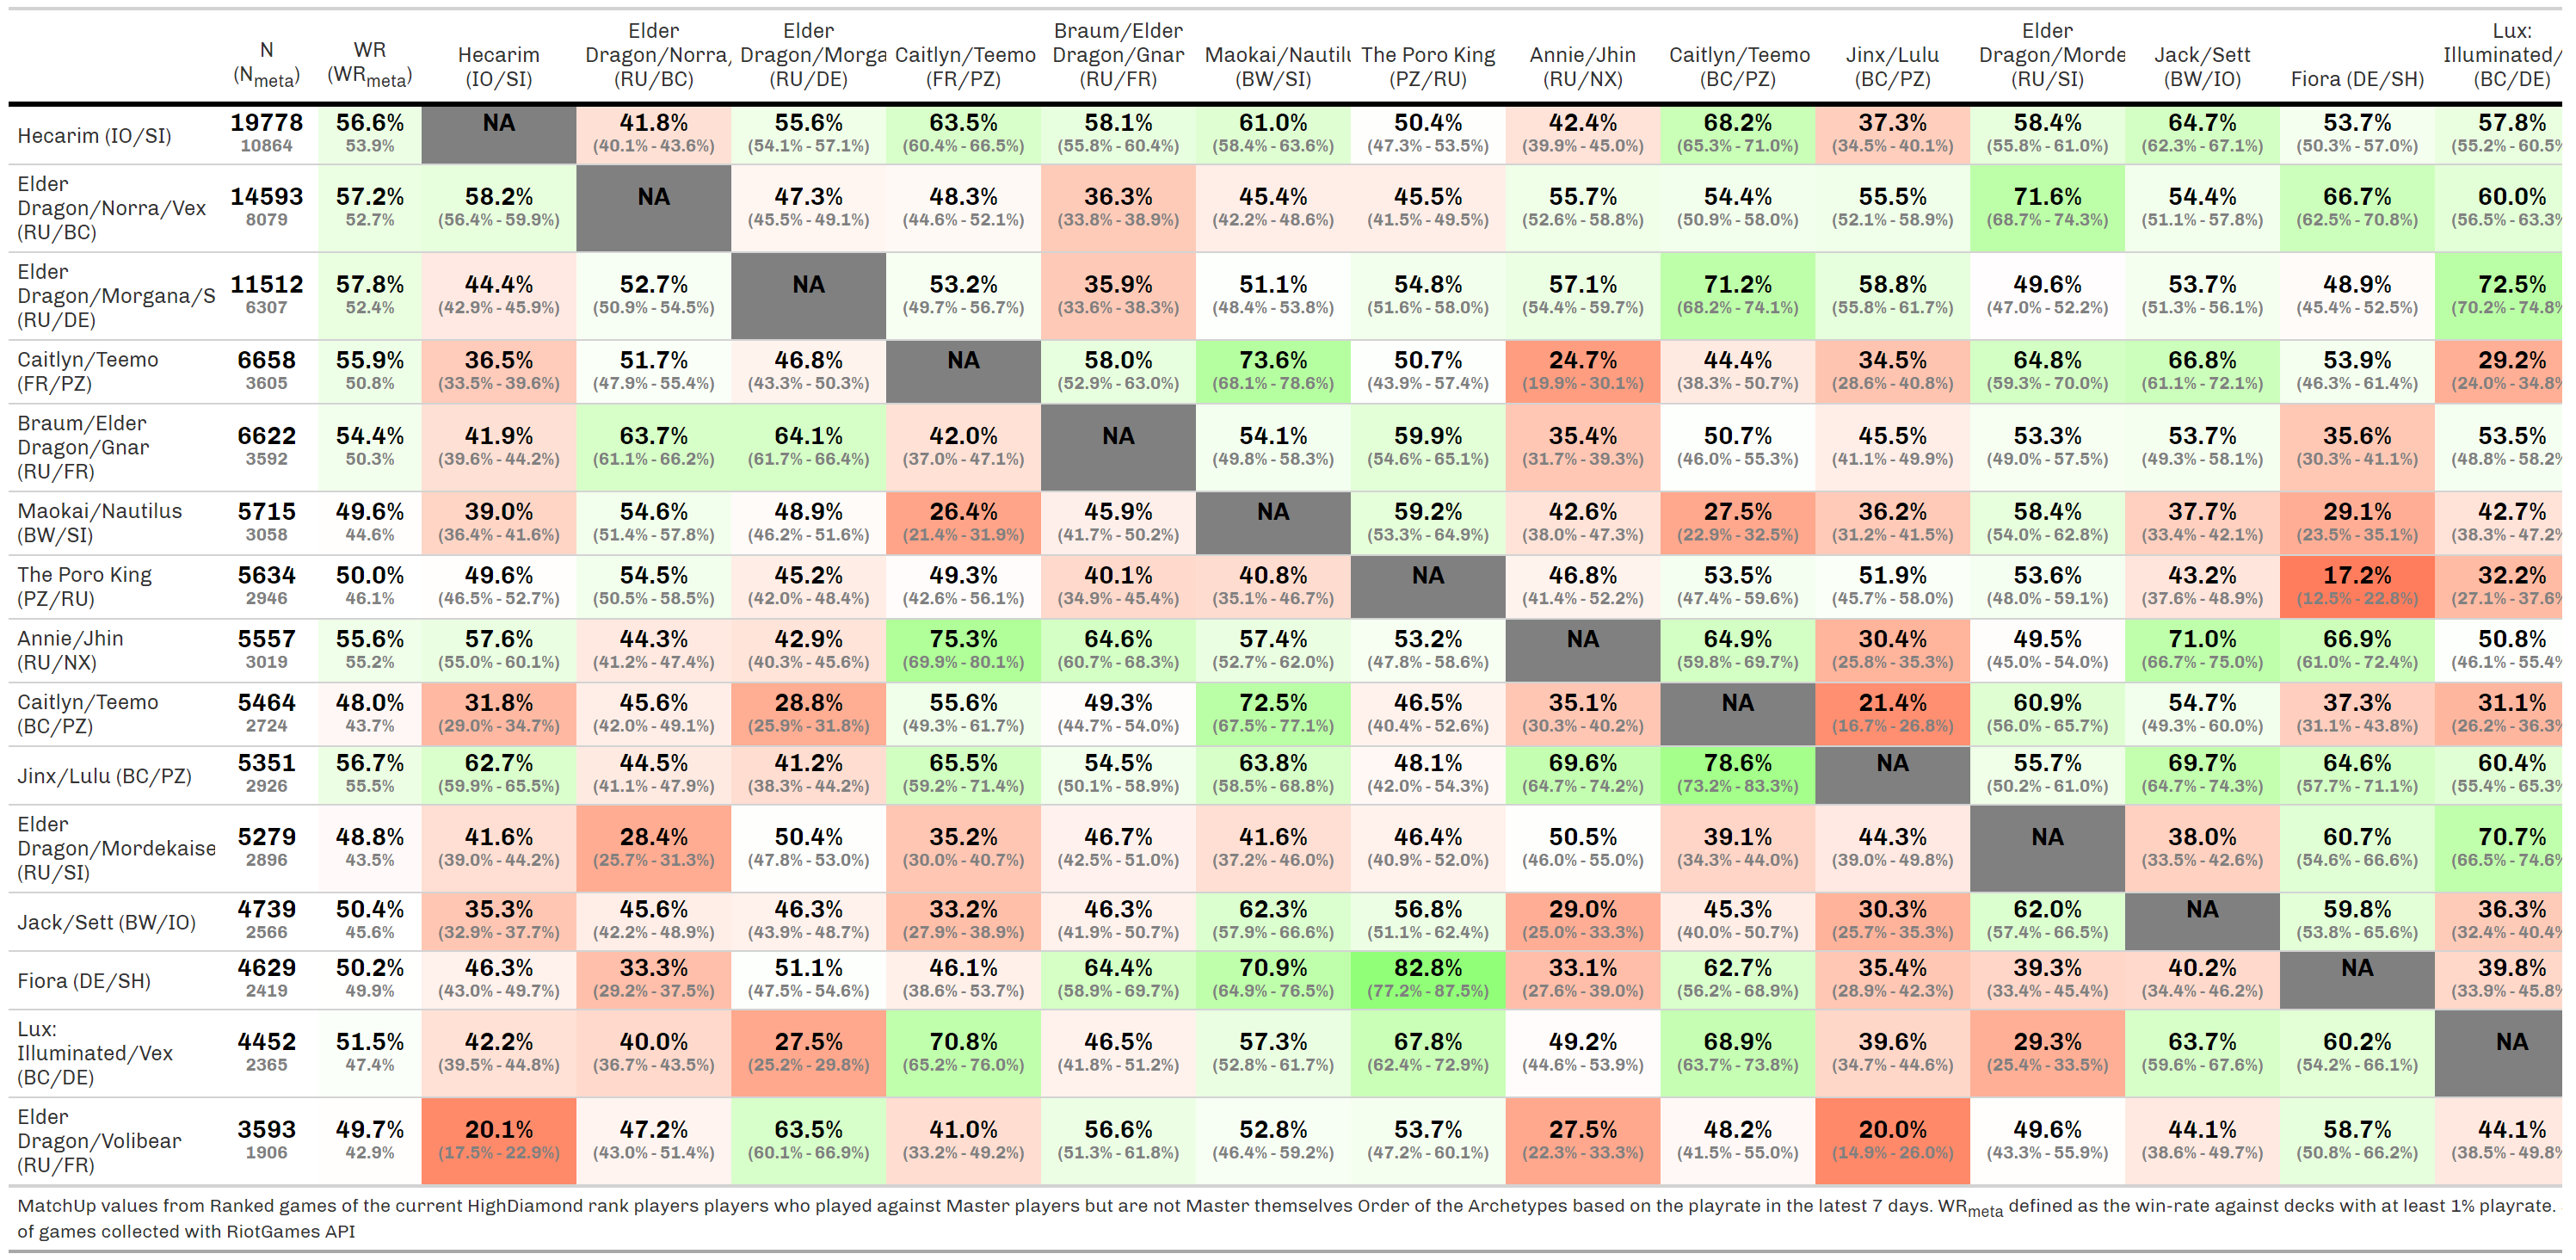 N WR Hecarim Elder Elder Caitlyn/Teemo Braum/Elder Maokai/Nautilu The Poro King Annie/Jhin Caitlyn/Teemo Jinx/Lulu Elder Jack/Sett Fiora (DE/SH) Lux:
(Nmeta) (WRmeta) (IO/SI) Dragon/Norra, Dragon/Morga (FR/PZ) Dragon/Gnar (BW/SI) (PZ/RU) (RU/NX) (BC/PZ) (BC/PZ) Dragon/Morde (BW/IO) Illuminated/
(RU/BC) (RU/DE) (RU/FR) (RU/SI) (BC/DE)
Hecarim (IO/SI) 19778 56.6% NA 41.8% 55.6% 63.5% 58.1% 61.0% 50.4% 42.4% 68.2% 37.3% 58.4% 64.7% 53.7% 57.8%
10864 53.9% (40.1% - 43.6%) (54.1% - 57.1%) (60.4% - 66.5%) (55.8% - 60.4%) (58.4% - 63.6%) (47.3% - 53.5%) (39.9% - 45.0%) (65.3% - 71.0%) (34.5% - 40.1%) (55.8% - 61.0%) (62.3% - 67.1%) (50.3% - 57.0%) (55.2% - 60.5%
Elder
Dragon/Norra/Vex 14593 57.2% 58.2% NA 47.3% 48.3% 36.3% 45.4% 45.5% 55.7% 54.4% 55.5% 71.6% 54.4% 66.7% 60.0%
(RU/BC) 8079 52.7% (56.4% - 59.9%) (45.5% - 49.1%) (44.6% - 52.1%) (33.8% - 38.9%) (42.2% - 48.6%) (41.5% - 49.5%) (52.6% - 58.8%) (50.9% - 58.0%) (52.1% - 58.9%) (68.7% - 74.3%) (51.1% - 57.8%) (62.5% - 70.8%) (56.5% - 63.3%
Elder
Dragon/Morgana/S 11512 57.8% 44.4% 52.7% NA 53.2% 35.9% 51.1% 54.8% 57.1% 71.2% 58.8% 49.6% 53.7% 48.9% 72.5%
(RU/DE) 6307 52.4% (42.9% - 45.9%) (50.9% - 54.5%) (49.7% - 56.7%) (33.6% - 38.3%) (48.4% - 53.8%) (51.6% - 58.0%) (54.4% - 59.7%) (68.2% - 74.1%) (55.8% - 61.7%) (47.0% - 52.2%) (51.3% - 56.1%) (45.4% - 52.5%) (70.2% - 74.8%
Caitlyn/Teemo 6658 55.9% 36.5% 51.7% 46.8% NA 58.0% 73.6% 50.7% 24.7% 44.4% 34.5% 64.8% 66.8% 53.9% 29.2%
(FR/PZ) 3605 50.8% (33.5% - 39.6%) (47.9% - 55.4%) (43.3% - 50.3%) (52.9% - 63.0%) (68.1% - 78.6%) (43.9% - 57.4%) (19.9% - 30.1%) (38.3% - 50.7%) (28.6% - 40.8%) (59.3% - 70.0%) (61.1% - 72.1%) (46.3% - 61.4%) (24.0% - 34.8%
Braum/Elder
Dragon/Gnar 6622 54.4% 41.9% 63.7% 64.1% 42.0% NA 54.1% 59.9% 35.4% 50.7% 45.5% 53.3% 53.7% 35.6% 53.5%
(RU/FR) 3592 50.3% (39.6% - 44.2%) (61.1% - 66.2%) (61.7% - 66.4%) (37.0% - 47.1%) (49.8% - 58.3%) (54.6% - 65.1%) (31.7% - 39.3%) (46.0% - 55.3%) (41.1% - 49.9%) (49.0% - 57.5%) (49.3% - 58.1%) (30.3% - 41.1%) (48.8% - 58.2%
Maokai/Nautilus 5715 49.6% 39.0% 54.6% 48.9% 26.4% 45.9% NA 59.2% 42.6% 27.5% 36.2% 58.4% 37.7% 29.1% 42.7%
(BW/SI) 3058 44.6% (36.4% - 41.6%) (51.4% - 57.8%) (46.2% - 51.6%) (21.4% - 31.9%) (41.7% - 50.2%) (53.3% - 64.9%) (38.0% - 47.3%) (22.9% - 32.5%) (31.2% - 41.5%) (54.0% - 62.8%) (33.4% - 42.1%) (23.5% - 35.1%) (38.3% - 47.2%
The Poro King 5634 50.0% 49.6% 54.5% 45.2% 49.3% 40.1% 40.8% NA 46.8% 53.5% 51.9% 53.6% 43.2% 17.2% 32.2%
(PZ/RU) 2946 46.1% (46.5% - 52.7%) (50.5% - 58.5%) (42.0% - 48.4%) (42.6% - 56.1%) (34.9% - 45.4%) (35.1% - 46.7%) (41.4% - 52.2%) (47.4% - 59.6%) (45.7% - 58.0%) (48.0% - 59.1%) (37.6% - 48.9%) (12.5% - 22.8%) (27.1% - 37.6%
Annie/Jhin 5557 55.6% 57.6% 44.3% 42.9% 75.3% 64.6% 57.4% 53.2% NA 64.9% 30.4% 49.5% 71.0% 66.9% 50.8%
(RU/NX) 3019 55.2% (55.0% - 60.1%) (41.2% - 47.4%) (40.3% - 45.6%) (69.9% - 80.1%) (60.7% - 68.3%) (52.7% - 62.0%) (47.8% - 58.6%) (59.8% - 69.7%) (25.8% - 35.3%) (45.0% - 54.0%) (66.7% - 75.0%) (61.0% - 72.4%) (46.1% - 55.4%
Caitlyn/Teemo 5464 48.0% 31.8% 45.6% 28.8% 55.6% 49.3% 72.5% 46.5% 35.1% NA 21.4% 60.9% 54.7% 37.3% 31.1%
(BC/PZ) 2724 43.7% (29.0% - 34.7%) (42.0% - 49.1%) (25.9% - 31.8%) (49.3% - 61.7%) (44.7% - 54.0%) (67.5% - 77.1%) (40.4% - 52.6%) (30.3% - 40.2%) (16.7% - 26.8%) (56.0% - 65.7%) (49.3% - 60.0%) (31.1% - 43.8%) (26.2% - 36.3%
Jinx/Lulu (BC/PZ) 5351 56.7% 62.7% 44.5% 41.2% 65.5% 54.5% 63.8% 48.1% 69.6% 78.6% NA 55.7% 69.7% 64.6% 60.4%
2926 55.5% (59.9% - 65.5%) (41.1% - 47.9%) (38.3% - 44.2%) (59.2% - 71.4%) (50.1% - 58.9%) (58.5% - 68.8%) (42.0% - 54.3%) (64.7% - 74.2%) (73.2% - 83.3%) (50.2% - 61.0%) (64.7% - 74.3%) (57.7% - 71.1%) (55.4% - 65.3%
Elder
Dragon/Mordekaise 5279 48.8% 41.6% 28.4% 50.4% 35.2% 46.7% 41.6% 46.4% 50.5% 39.1% 44.3% NA 38.0% 60.7% 70.7%
(RU/SI) 2896 43.5% (39.0% - 44.2%) (25.7% - 31.3%) (47.8% - 53.0%) (30.0% - 40.7%) (42.5% - 51.0%) (37.2% - 46.0%) (40.9% - 52.0%) (46.0% - 55.0%) (34.3% - 44.0%) (39.0% - 49.8%) (33.5% - 42.6%) (54.6% - 66.6%) (66.5% - 74.6%
Jack/Sett (BW/IO) 4739 50.4% 35.3% 45.6% 46.3% 33.2% 46.3% 62.3% 56.8% 29.0% 45.3% 30.3% 62.0% NA 59.8% 36.3%
2566 45.6% (32.9% - 37.7%) (42.2% - 48.9%) (43.9% - 48.7%) (27.9% - 38.9%) (41.9% - 50.7%) (57.9% - 66.6%) (51.1% - 62.4%) (25.0% - 33.3%) (40.0% - 50.7%) (25.7% - 35.3%) (57.4% - 66.5%) (53.8% - 65.6%) (32.4% - 40.4%
Fiora (DE/SH) 4629 50.2% 46.3% 33.3% 51.1% 46.1% 64.4% 70.9% 82.8% 33.1% 62.7% 35.4% 39.3% 40.2% NA 39.8%
2419 49.9% (43.0% - 49.7%) (29.2% - 37.5%) (47.5% - 54.6%) (38.6% - 53.7%) (58.9% - 69.7%) (64.9% - 76.5%) (77.2% - 87.5%) (27.6% - 39.0%) (56.2% - 68.9%) (28.9% - 42.3%) (33.4% - 45.4%) (34.4% - 46.2%) (33.9% - 45.8%
Lux:
Illuminated/Vex 4452 51.5% 42.2% 40.0% 27.5% 70.8% 46.5% 57.3% 67.8% 49.2% 68.9% 39.6% 29.3% 63.7% 60.2% NA
(BC/DE) 2365 47.4% (39.5% - 44.8%) (36.7% - 43.5%) (25.2% - 29.8%) (65.2% - 76.0%) (41.8% - 51.2%) (52.8% - 61.7%) (62.4% - 72.9%) (44.6% - 53.9%) (63.7% - 73.8%) (34.7% - 44.6%) (25.4% - 33.5%) (59.6% - 67.6%) (54.2% - 66.1%)
Elder
Dragon/Volibear 3593 49.7% 20.1% 47.2% 63.5% 41.0% 56.6% 52.8% 53.7% 27.5% 48.2% 20.0% 49.6% 44.1% 58.7% 44.1%
(RU/FR) 1906 42.9% (17.5% - 22.9%) (43.0% - 51.4%) (60.1% - 66.9%) (33.2% - 49.2%) (51.3% - 61.8%) (46.4% - 59.2%) (47.2% - 60.1%) (22.3% - 33.3%) (41.5% - 55.0%) (14.9% - 26.0%) (43.3% - 55.9%) (38.6% - 49.7%) (50.8% - 66.2%) (38.5% - 49.8%
MatchUp values from Ranked games of the current HighDiamond rank players players who played against Master players but are not Master themselves Order of the Archetypes based on the playrate in the latest 7 days. WRmeta defined as the win-rate against decks with at least 1% playrate.
of games collected with RiotGames API